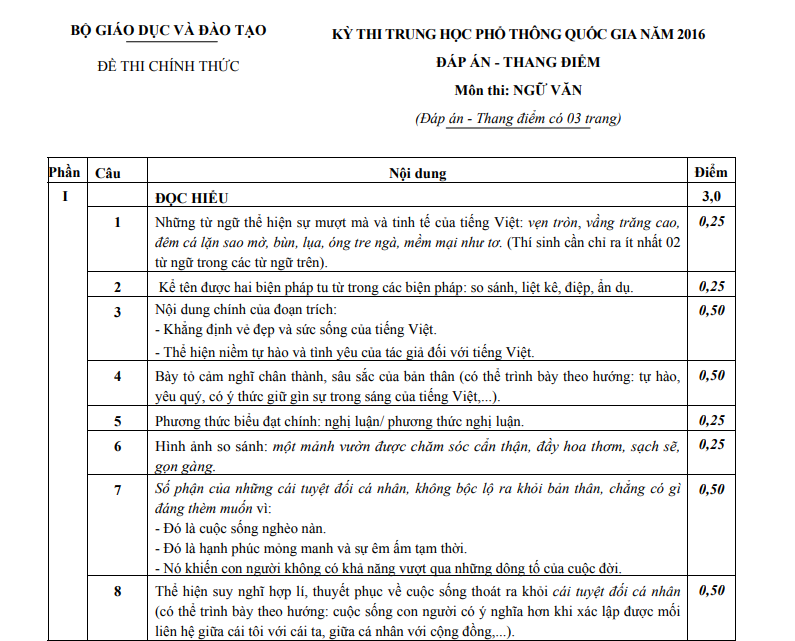 BỘ GIÁO DỤC VÀ ĐÀO TẠO
KỲ THI TRUNG HỌC PHỔ THÔNG QUỐC GIA NĂM 2016
ĐỀ THI CHÍNH THỨC
ĐÁP ÁN - THANG ĐIỂM
Môn thi: NGỮ VĂN
(Đáp án - Thang điểm có 03 trang)
Phần Câu Nội dung Điểm
I ĐỌC HIỂU 3,0
1 Những từ ngữ thể hiện sự mượt mà và tinh tế của tiếng Việt: vẹn tròn, vầng trăng cao, 0,25
đêm cá lặn sao mờ, bùn, lụa, óng tre ngà, mềm mại như tơ. (Thí sinh cần chỉ ra ít nhất 02
từ ngữ trong các từ ngữ trên).
2 Kể tên được hai biện pháp tu từ trong các biện pháp: so sánh, liệt kê, điệp, ẩn dụ. 0,25
3 Nội dung chính của đoạn trích: 0,50
- Khẳng định vẻ đẹp và sức sống của tiếng Việt.
- Thể hiện niềm tự hào và tình yêu của tác giả đối với tiếng Việt.
4 Bày tỏ cảm nghĩ chân thành, sâu sắc của bản thân (có thể trình bày theo hướng: tự hào, 0,50
yêu quý, có ý thức giữ gìn sự trong sáng của tiếng Việt,...).
5 Phương thức biểu đạt chính: nghị luận/ phương thức nghị luận. 0,25
6 Hình ảnh so sánh: một mảnh vườn được chăm sóc cẩn thận, đầy hoa thơm, sạch sẽ, 0,25
gọn gàng.
7 Số phận của những cái tuyệt đối cá nhân, không bộc lộ ra khỏi bản thân, chẳng có gì 0,50
đáng thèm muốn vì:
- Đó là cuộc sống nghèo nàn.
- Đó là hạnh phúc mỏng manh và sự êm ấm tạm thời.
- Nó khiến con người không có khả năng vượt qua những dông tố của cuộc đời.
8 Thể hiện suy nghĩ hợp lí, thuyết phục về cuộc sống thoát ra khỏi cái tuyệt đối cá nhân 0,50
(có thể trình bày theo hướng: cuộc sống con người có ý nghĩa hơn khi xác lập được mối
liên hệ giữa cái tôi với cái ta, giữa cá nhân với cộng đồng,...).